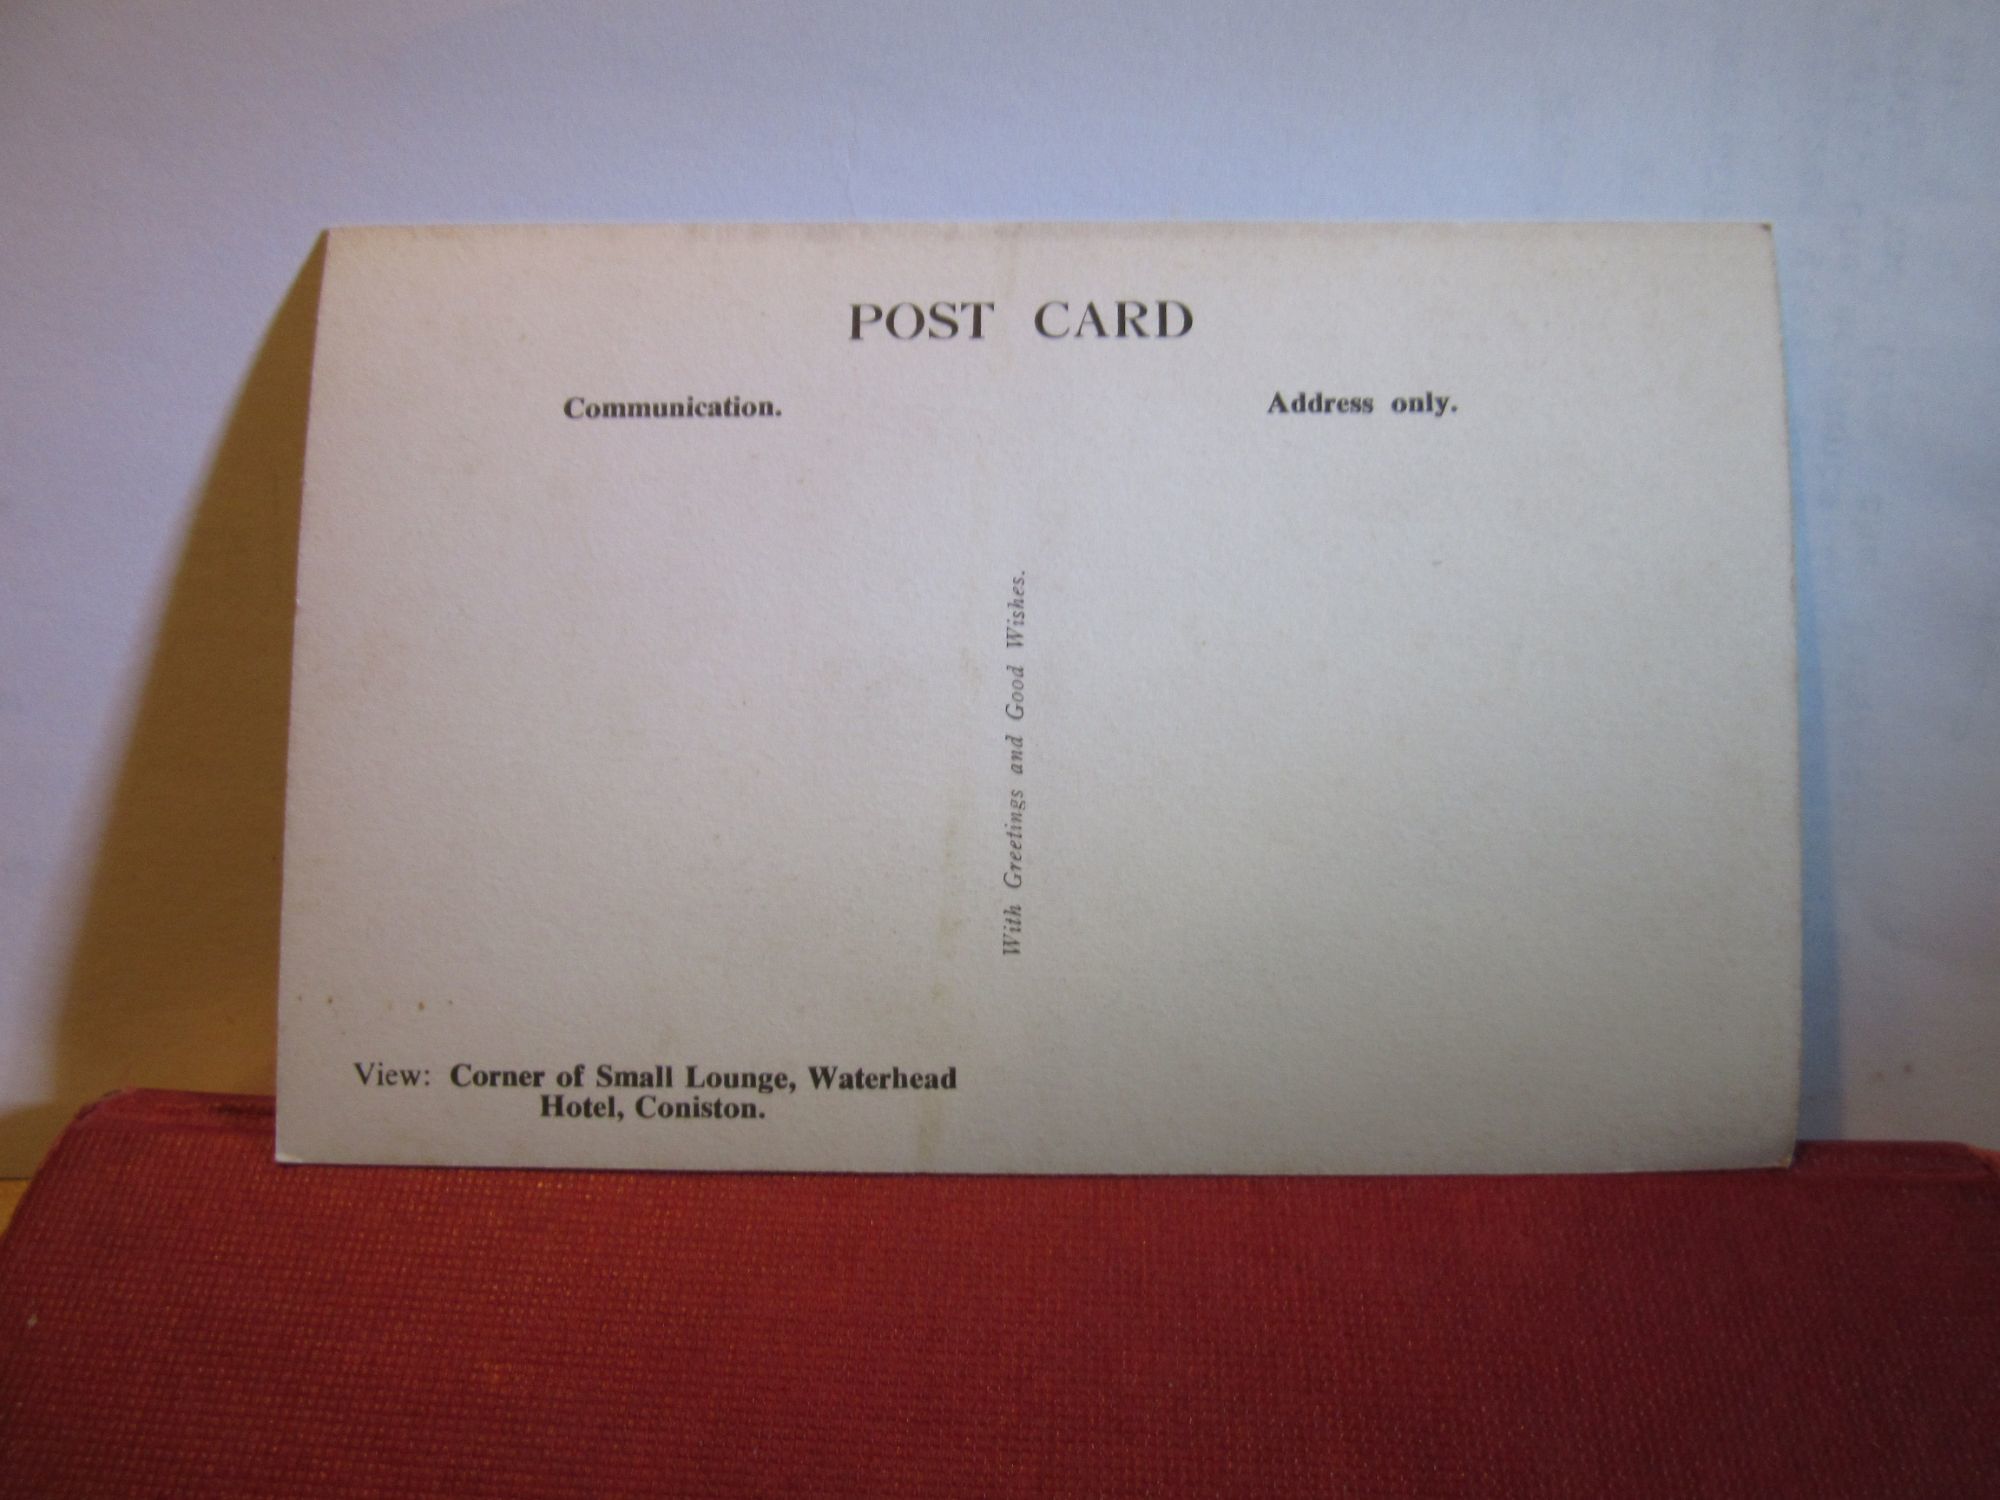 POST CARD
Communication.
Address only.
With Greetings and Good Wishes.
View: Corner of Small Lounge, Waterhead
Hotel, Coniston.